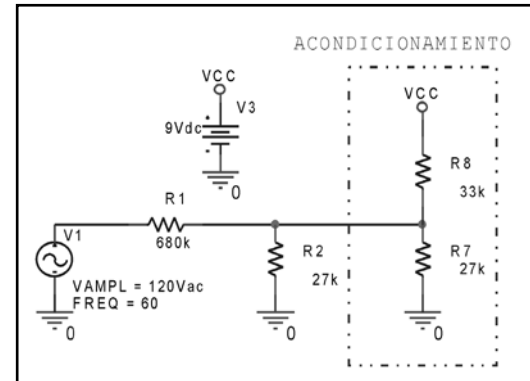 ACONDICIONAMIENTO
VCC
V3
9Vdc
0
VCC
R8
33k
R1
680k
V1
VAMPL = 120Vac
FREQ = 60
0
R2
27k
0
R7
27k
0